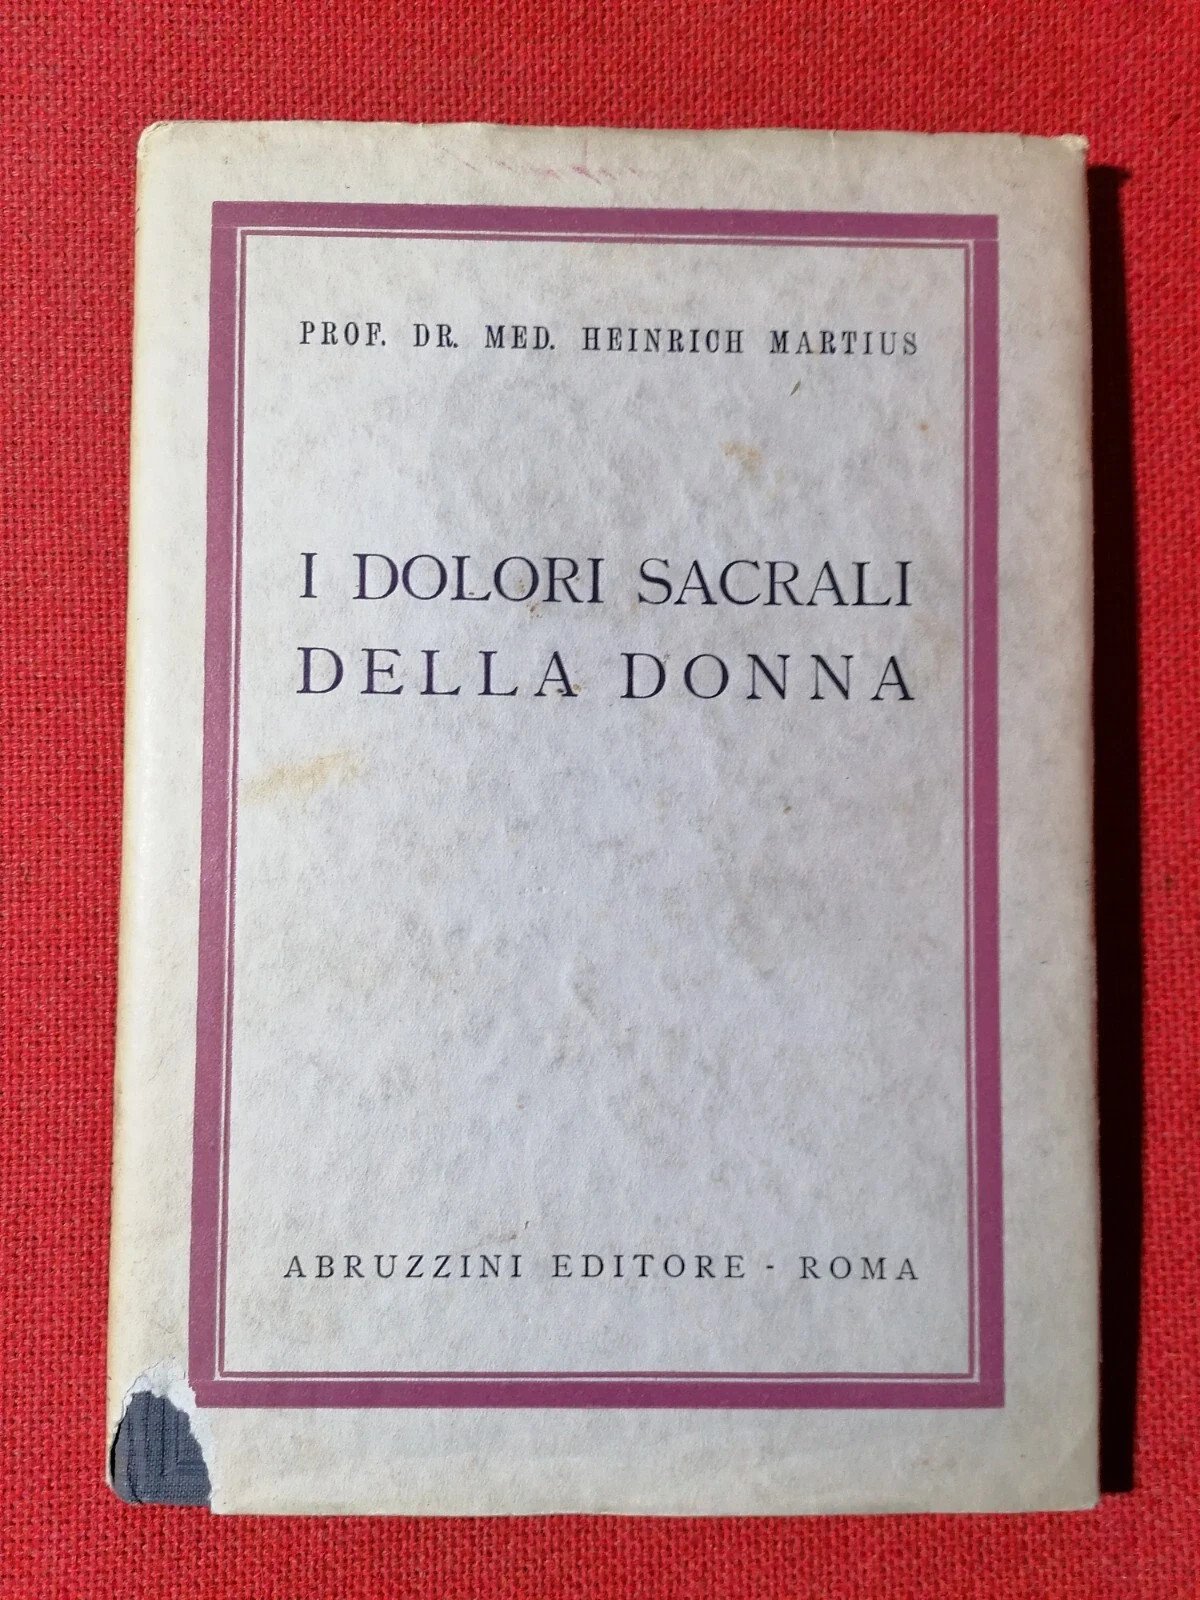 PROF. DR. MED. HEINRICH MARTIUS
I DOLORI SACRALI
DELLA DONNA
ABRUZZINI EDITORE - ROMA